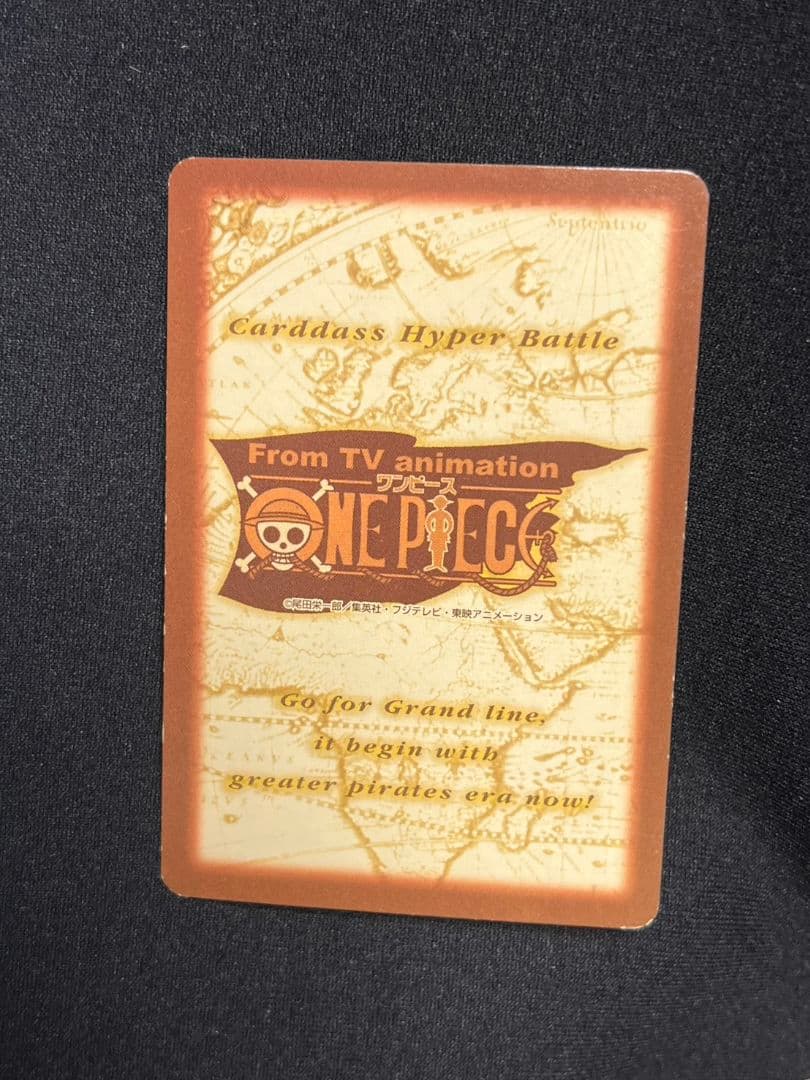 Septentrio
Carddass Hyper Battle
From TV animation
ワンピース
ONE PIECE
©尾田栄一郎/集英社・フジテレビ・東映アニメーション
Go for Grand line,
it begin with
greater pirates era now!